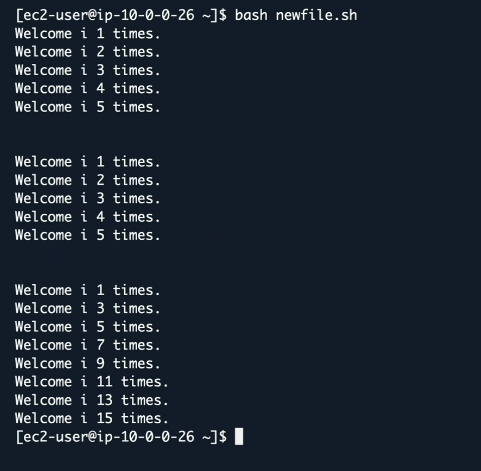 [ec2-user@ip-10-0-0-26 ~]$ bash newfile.sh
Welcome i 1 times.
Welcome i 2 times.
Welcome i 3 times.
Welcome i 4 times.
Welcome i 5 times.
Welcome i 1 times.
Welcome i 2 times.
Welcome i 3 times.
Welcome i 4 times.
Welcome i 5 times.
Welcome i 1 times.
Welcome i 3 times.
Welcome i 5 times.
Welcome i 7 times.
Welcome i 9 times.
Welcome i 11 times.
Welcome i 13 times.
Welcome i 15 times.
[ec2-user@ip-10-0-0-26 ~]$